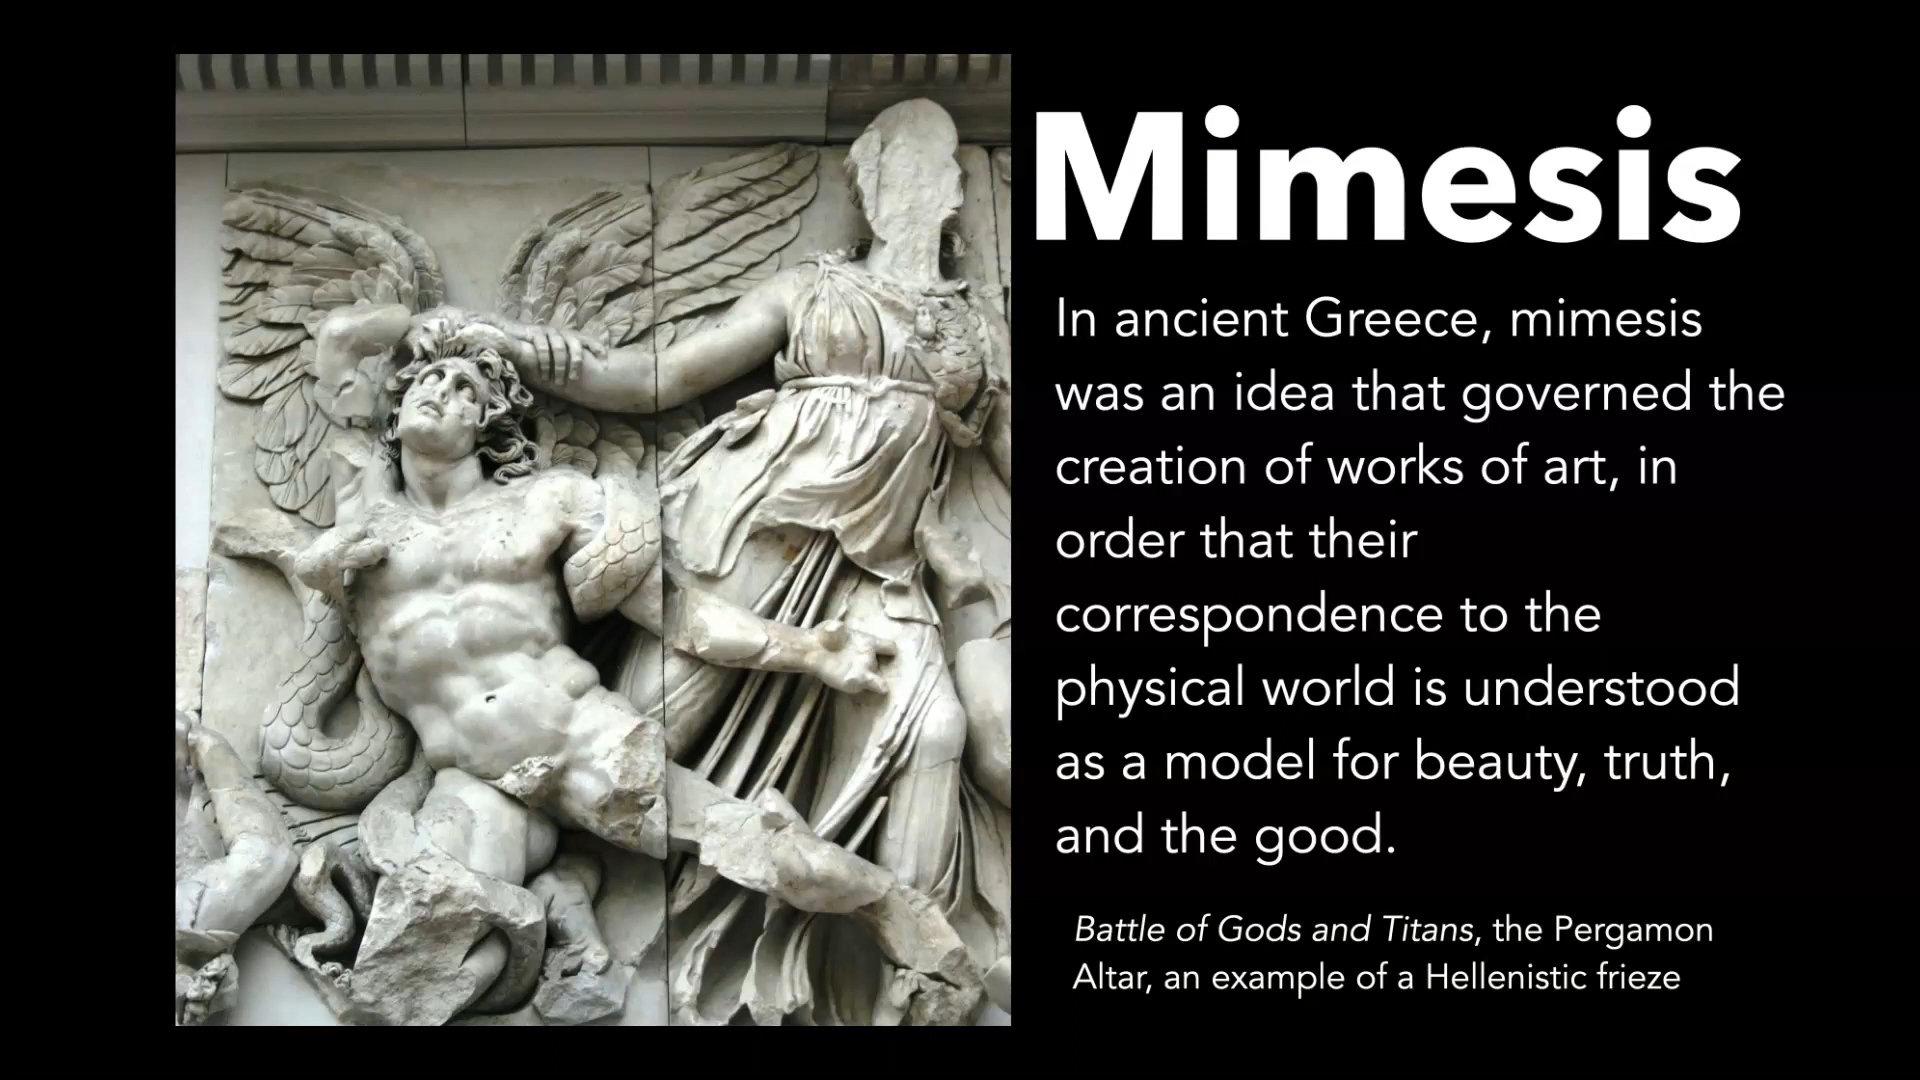 Mimesis
In ancient Greece, mimesis
was an idea that governed the
creation of works of art, in
order that their
correspondence to the
physical world is understood
as a model for beauty, truth,
and the good.
Battle of Gods and Titans, the Pergamon
Altar, an example of a Hellenistic frieze